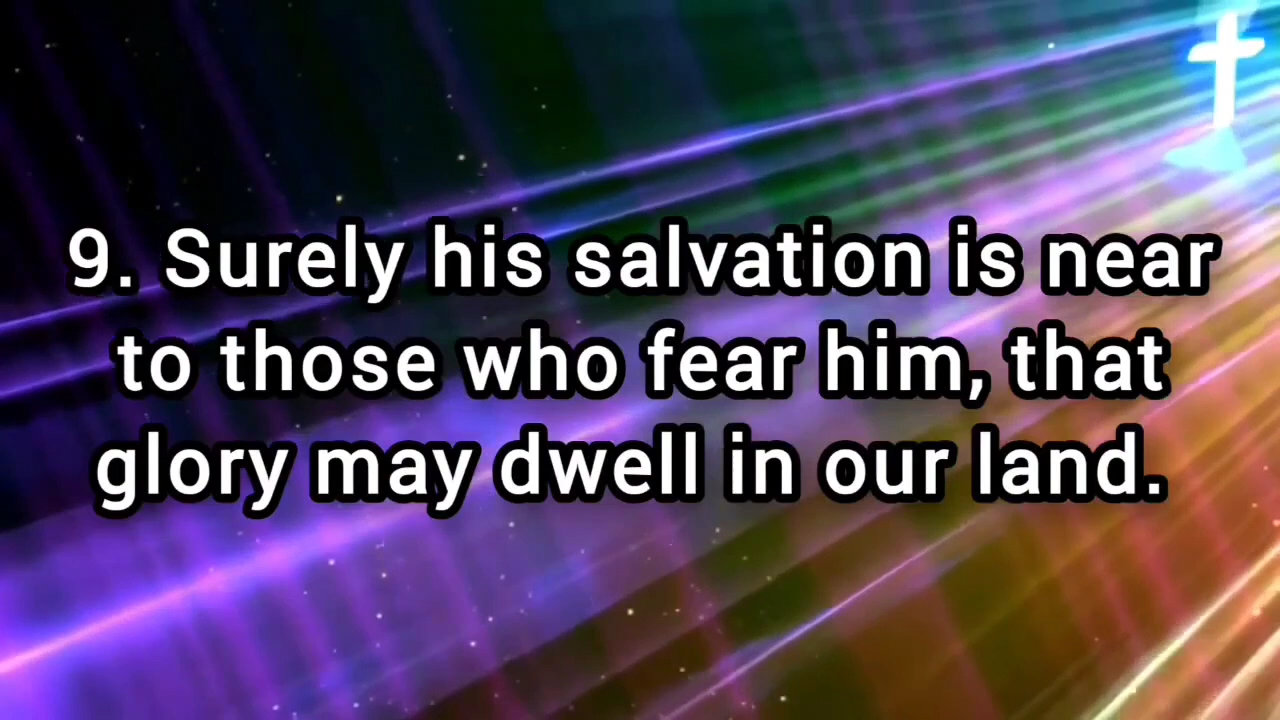 9. Surely his salvation is near
to those who fear him, that
glory may dwell in our land.